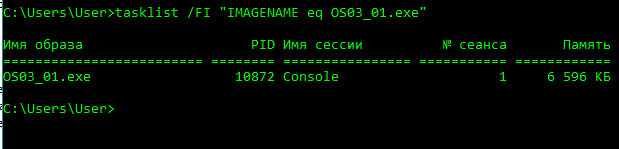 C:\Users\User>tasklist /FI "IMAGENAME eq OS03_01.exe"
Имя образа                     PID Имя сессии          № сеанса       Память
========================= ======== ================ =========== ============
OS03_01.exe                  10872 Console                    1     6 596 КБ
C:\Users\User>